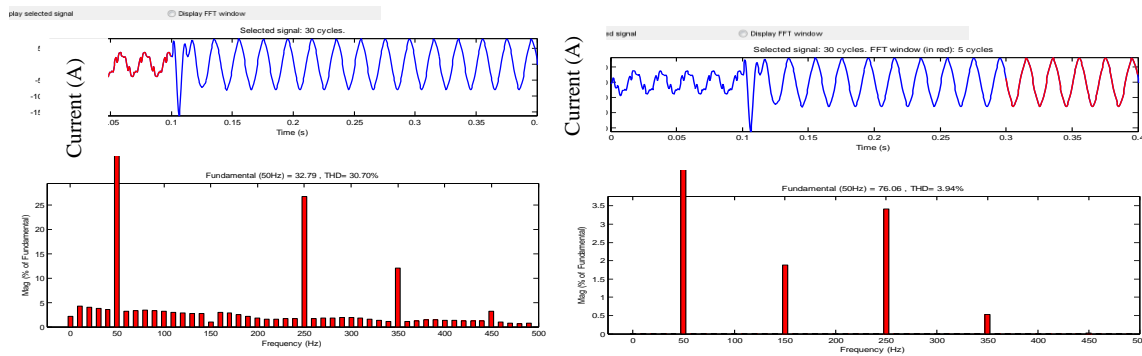 play selected signal Display FFT window
Selected signal: 30 cycles.
Current (A)
5
0
-5
-10
.05 0.1 0.15 0.2 0.25 0.3 0.35 0.
Time (s)
Fundamental (50Hz) = 32.79 , THD= 30.70%
Mag (% of Fundamental)
25
20
15
10
5
0
0 50 100 150 200 250 300 350 400 450 500
Frequency (Hz)
ed signal Display FFT window
Selected signal: 30 cycles. FFT window (in red): 5 cycles
Current (A)
0 0.05 0.1 0.15 0.2 0.25 0.3 0.35 0.4
Time (s)
Fundamental (50Hz) = 76.06 , THD= 3.94%
Mag (% of Fundamental)
3.5
3
2.5
2
1.5
1
0.5
0
0 50 100 150 200 250 300 350 400 450 500
Frequency (Hz)